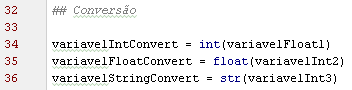 32 ## Conversão
33
34 variavelIntConvert = int(variavelFloat1)
35 variavelFloatConvert = float(variavelInt2)
36 variavelStringConvert = str(variavelInt3)